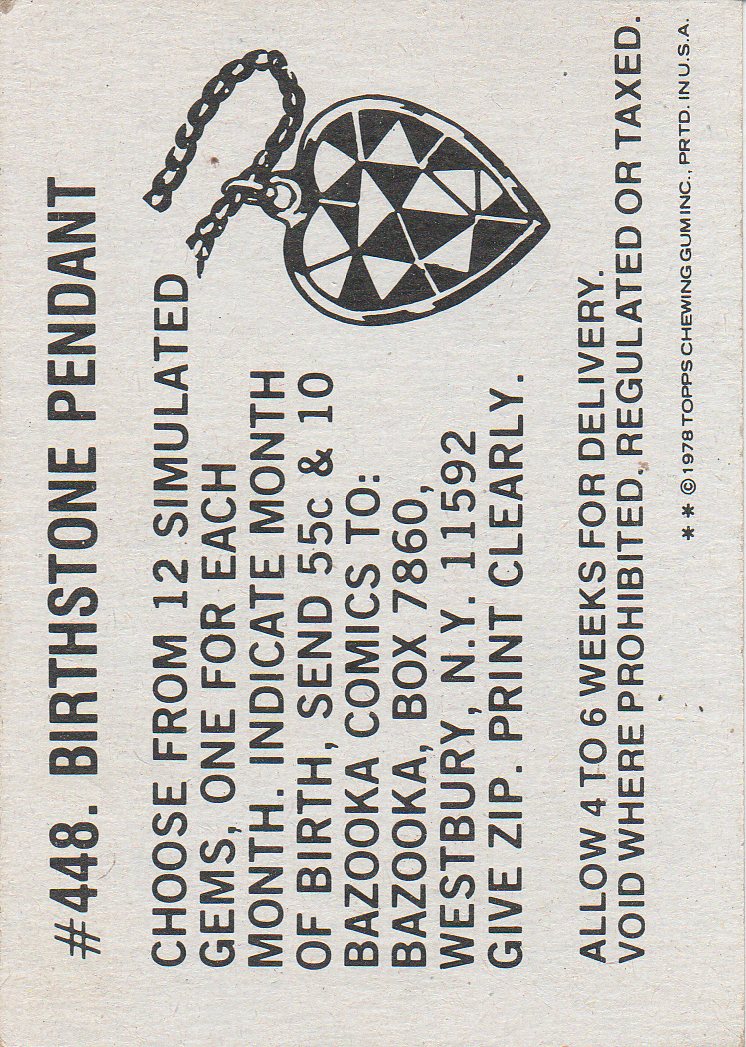 #448. BIRTHSTONE PENDANT
CHOOSE FROM 12 SIMULATED
GEMS, ONE FOR EACH
MONTH. INDICATE MONTH
OF BIRTH, SEND 55c & 10
BAZOOKA COMICS TO:
BAZOOKA, BOX 7860,
WESTBURY, N.Y. 11592
GIVE ZIP. PRINT CLEARLY.
ALLOW 4 TO 6 WEEKS FOR DELIVERY.
VOID WHERE PROHIBITED, REGULATED OR TAXED.
* * © 1978 TOPPS CHEWING GUM INC., PRTD. IN U.S.A.